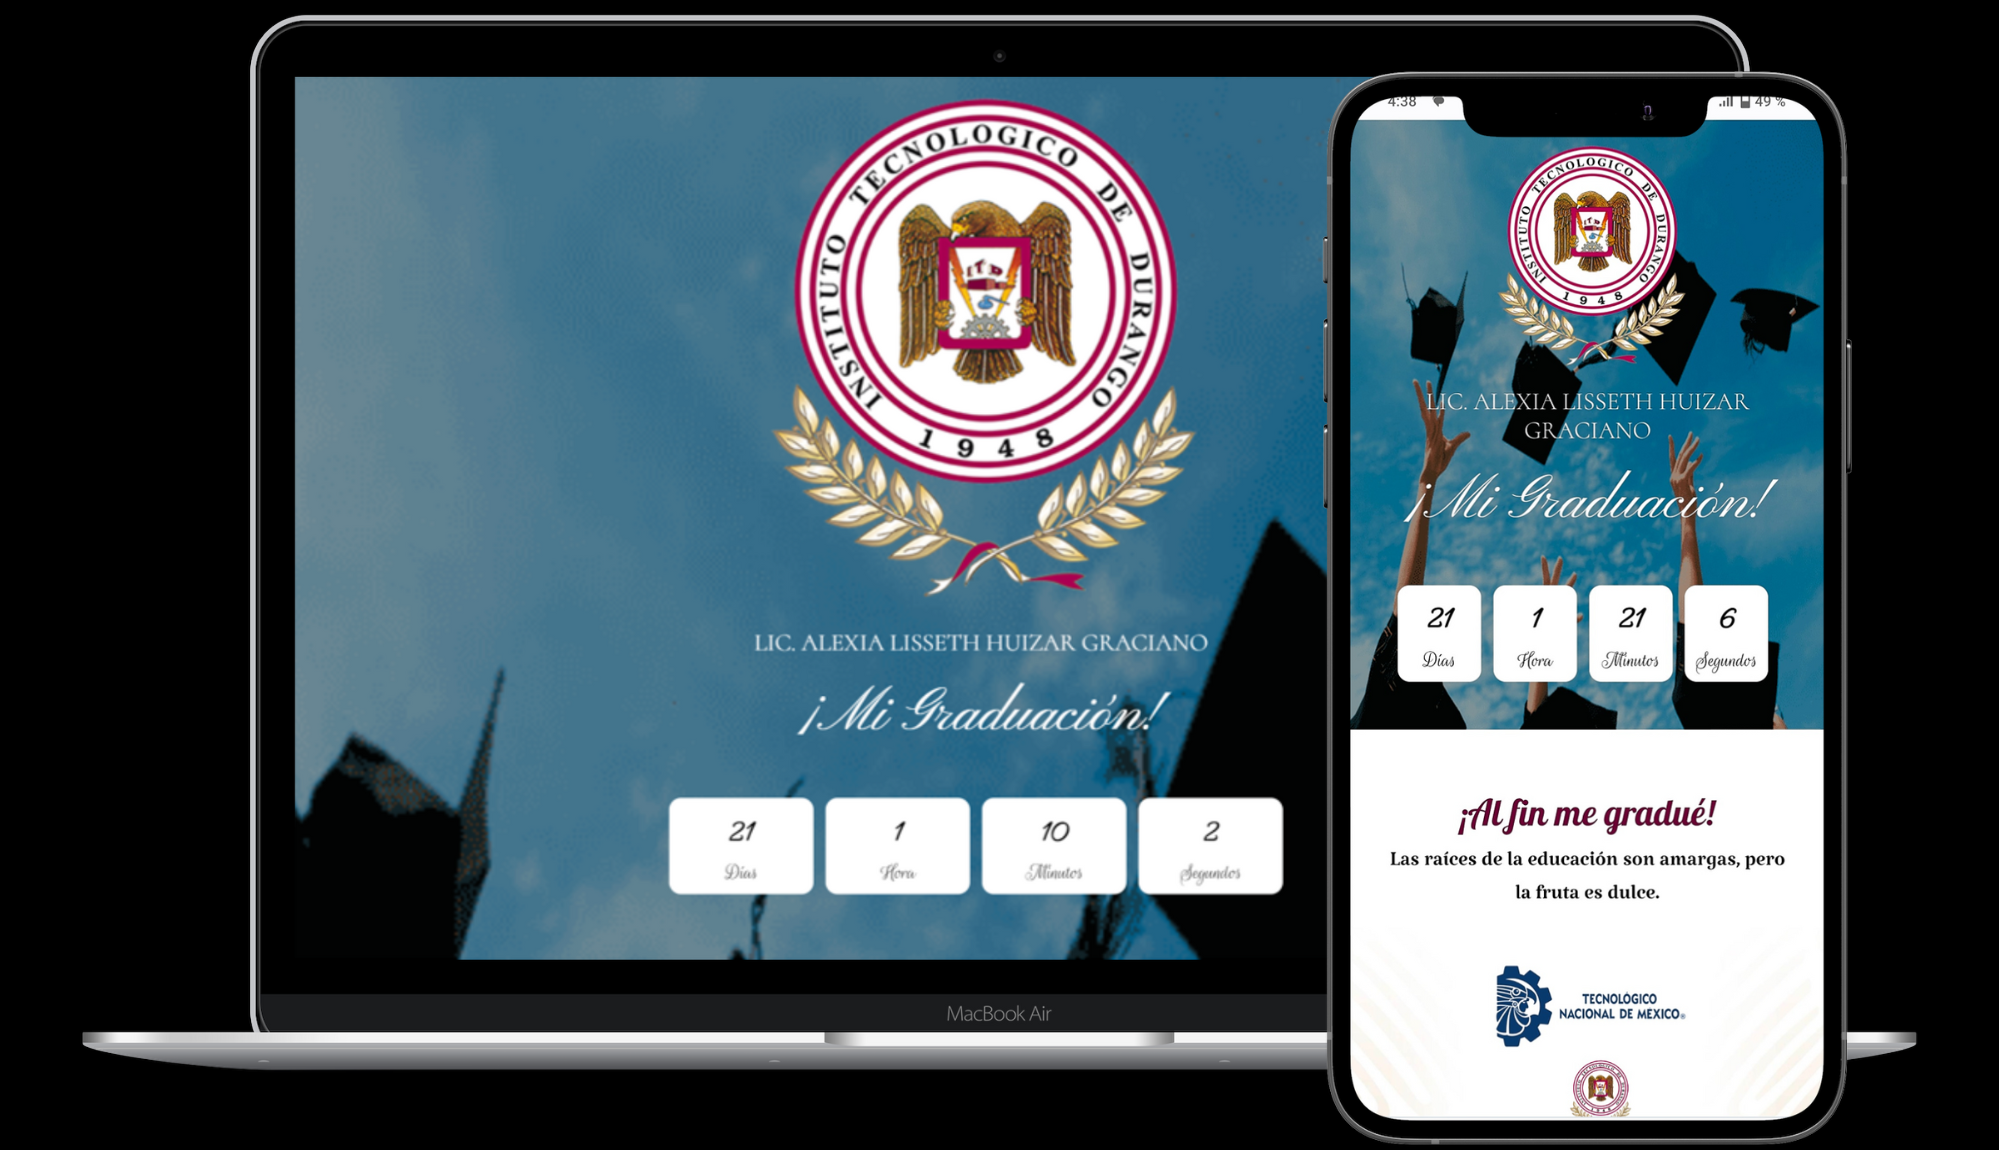 INSTITUTO TECNOLOGICO DE DURANGO
1948
ITD
LIC. ALEXIA LISSETH HUIZAR GRACIANO
¡Mi Graduación!
21 1 10 2
Días Hora Minutos Segundos
MacBook Air
4:38 49 %
INSTITUTO TECNOLOGICO DE DURANGO
1948
ITD
LIC. ALEXIA LISSETH HUIZAR
GRACIANO
¡Mi Graduación!
21 1 21 6
Días Hora Minutos Segundos
¡Al fin me gradué!
Las raíces de la educación son amargas, pero
la fruta es dulce.
TECNOLÓGICO
NACIONAL DE MÉXICO®